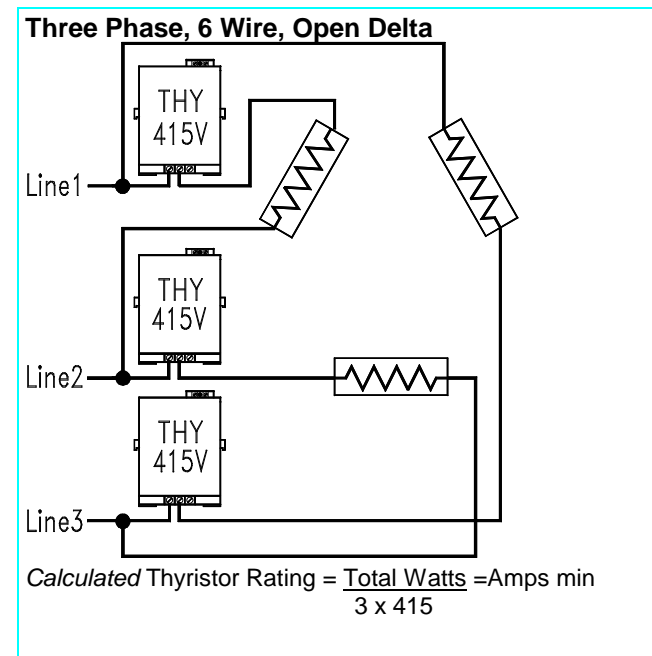 Three Phase, 6 Wire, Open Delta
THY
415V
Line1
THY
415V
Line2
THY
415V
Line3
Calculated Thyristor Rating = Total Watts =Amps min
3 x 415